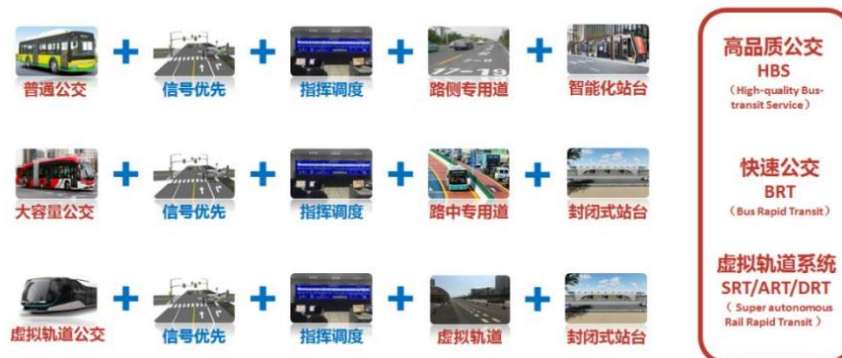 普通公交 信号优先 指挥调度 路侧专用道 智能化站台
高品质公交
HBS
（High-quality Bus-
transit Service）
大容量公交 信号优先 指挥调度 路中专用道 封闭式站台
快速公交
BRT
（Bus Rapid Transit）
虚拟轨道公交 信号优先 指挥调度 虚拟轨道 封闭式站台
虚拟轨道系统
SRT/ART/DRT
（ Super autonomous
Rail Rapid Transit ）
17-19